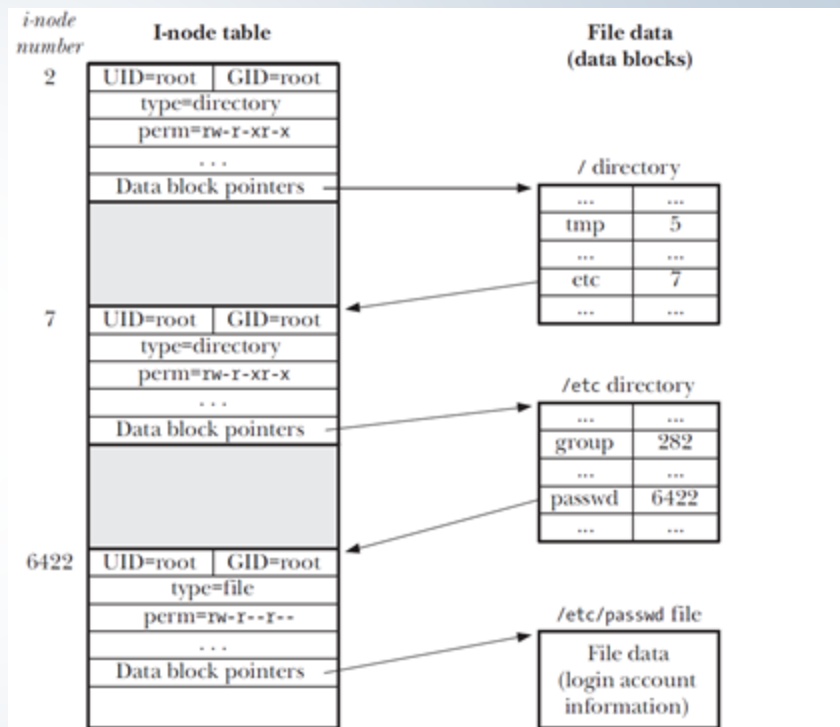 i-node
number
I-node table
File data
(data blocks)
2
UID=root GID=root
type=directory
perm=rw-r-xr-x
...
Data block pointers
/ directory
... ...
tmp 5
... ...
etc 7
... ...
7
UID=root GID=root
type=directory
perm=rw-r-xr-x
...
Data block pointers
/etc directory
... ...
group 282
... ...
passwd 6422
... ...
6422
UID=root GID=root
type=file
perm=rw-r--r--
...
Data block pointers
/etc/passwd file
File data
(login account
information)